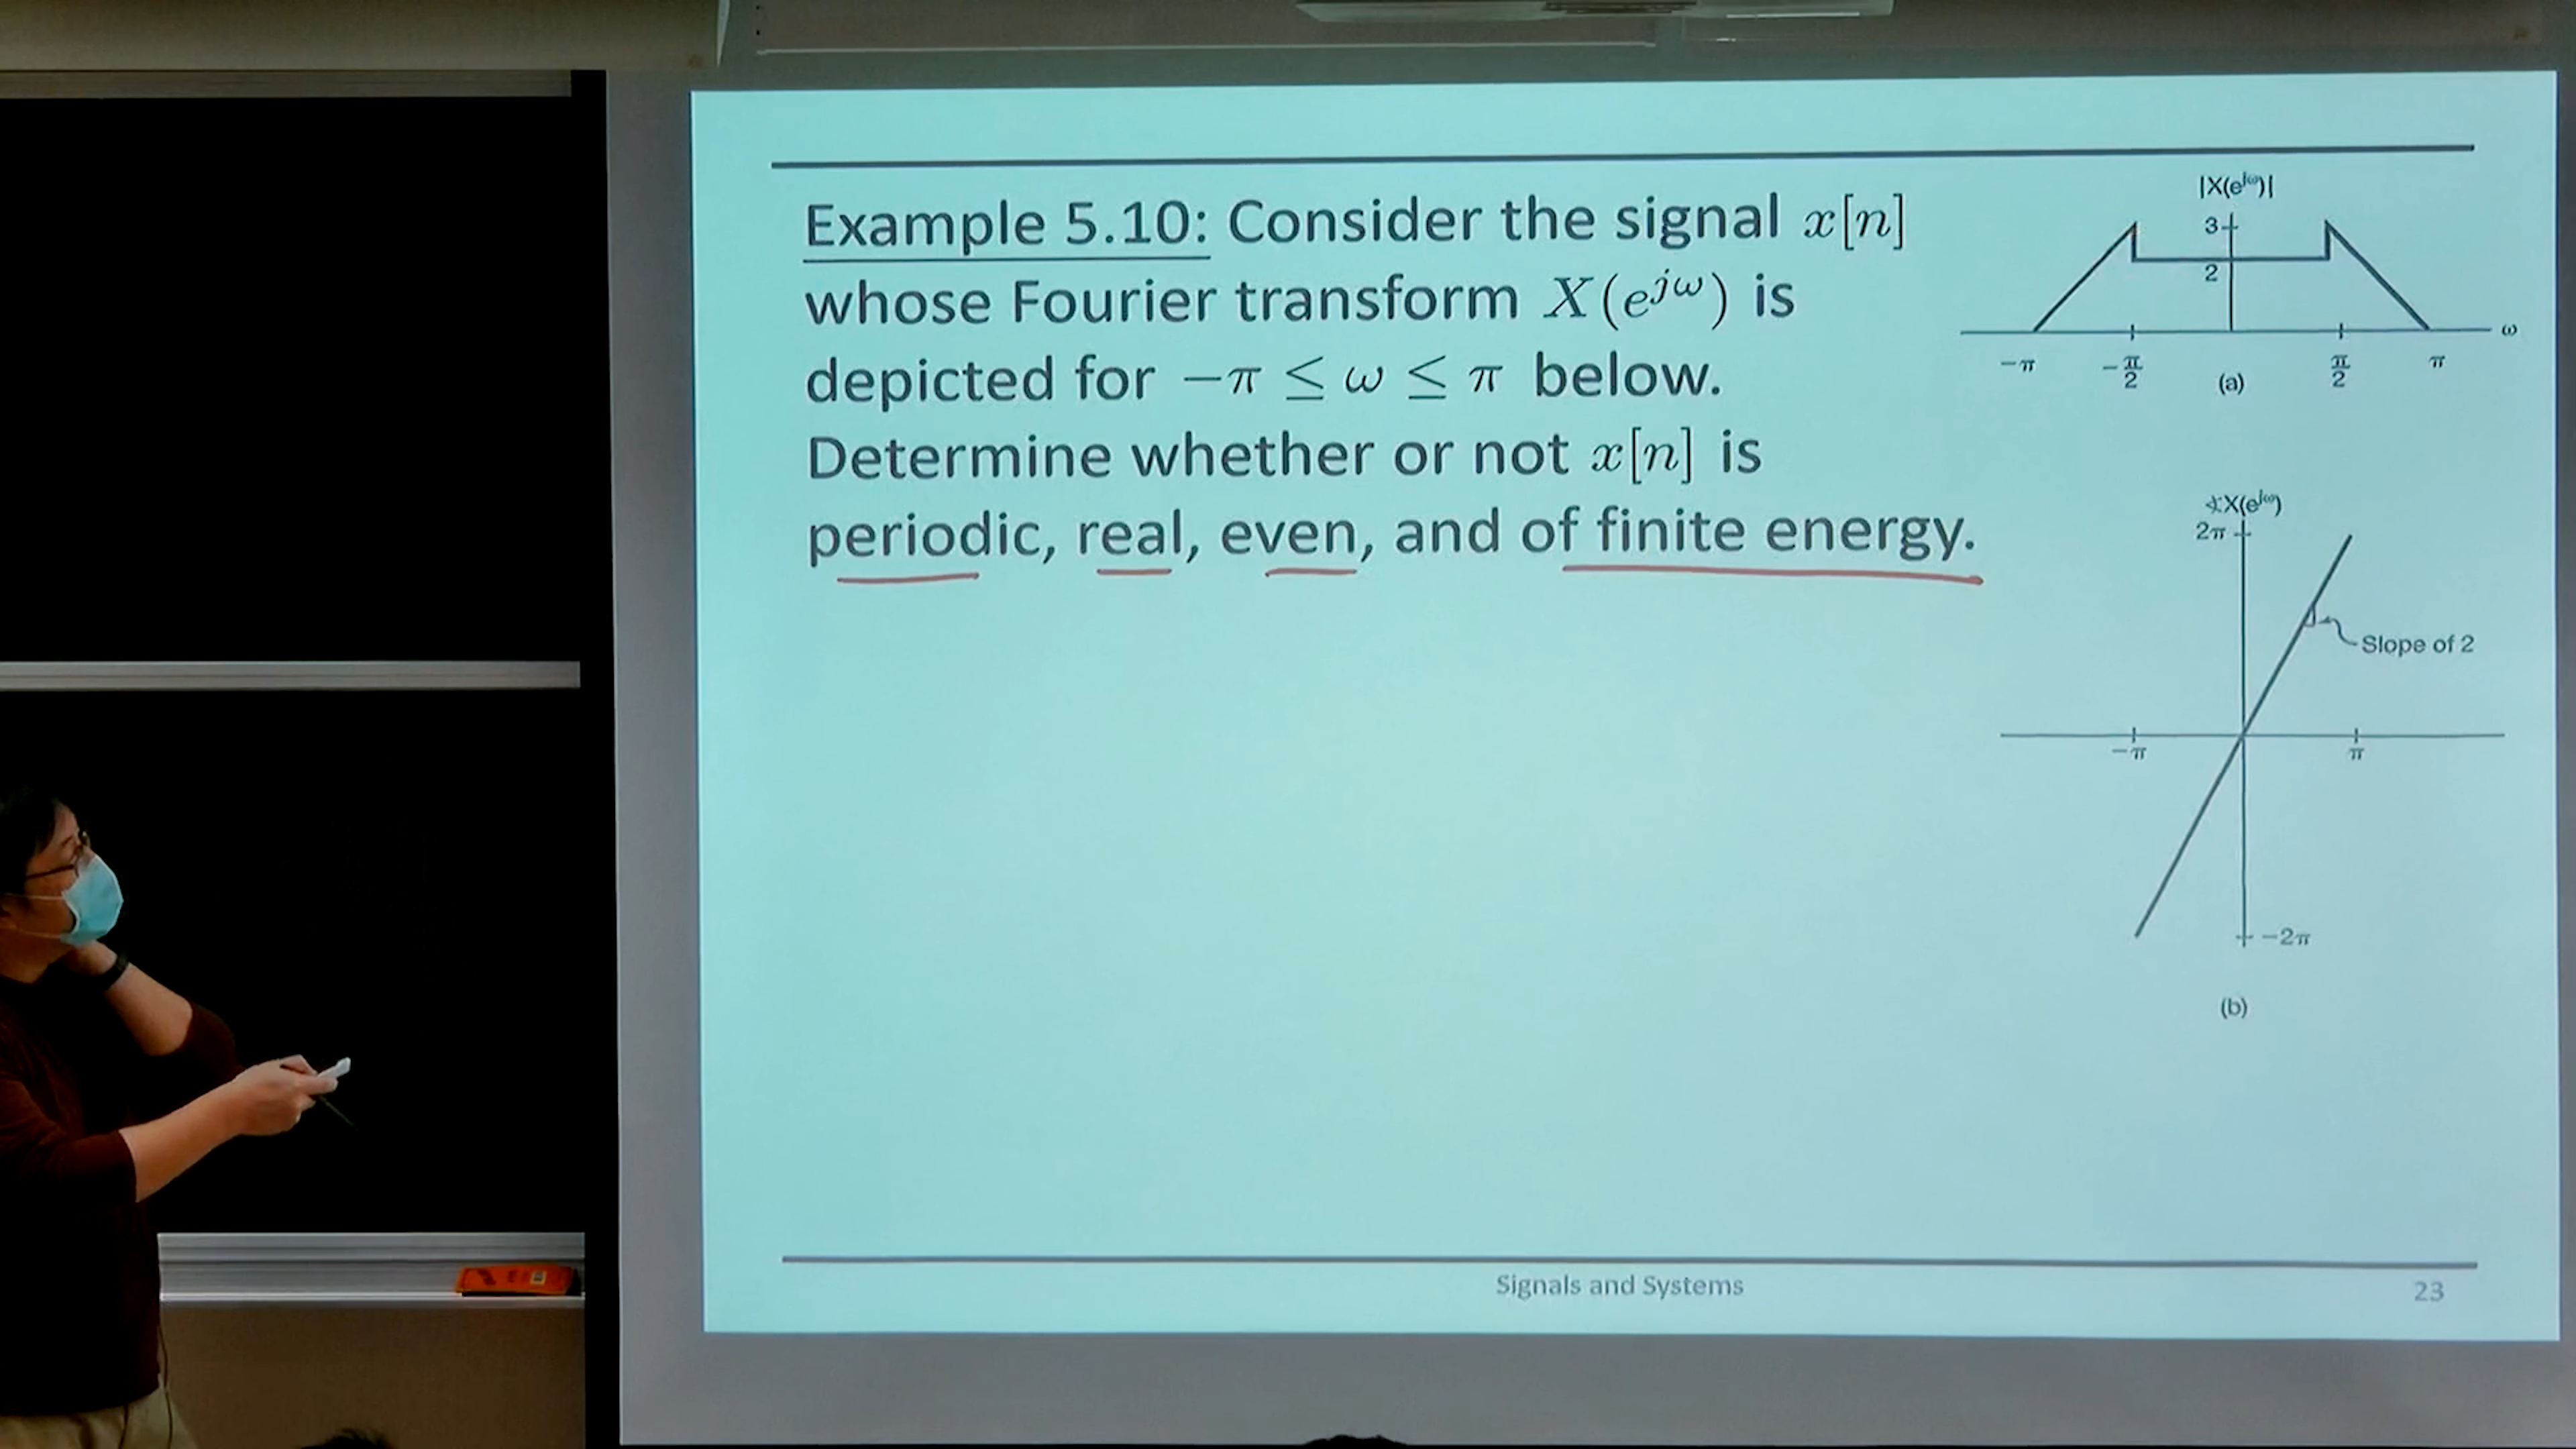 Example 5.10: Consider the signal x[n]
whose Fourier transform X(e^{jω}) is
depicted for −π ≤ ω ≤ π below.
Determine whether or not x[n] is
periodic, real, even, and of finite energy.
|X(e^{jω})|
3
2
ω
−π
−π/2
π/2
π
(a)
∢X(e^{jω})
2π
Slope of 2
−π
π
−2π
(b)
Signals and Systems
23